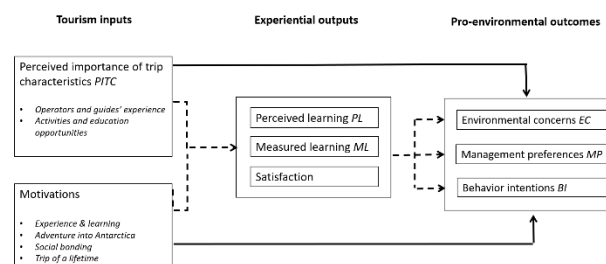 Tourism inputs
Experiential outputs
Pro-environmental outcomes
Perceived importance of trip
characteristics PITC
• Operators and guides' experience
• Activities and education
opportunities
Motivations
• Experience & learning
• Adventure into Antarctica
• Social bonding
• Trip of a lifetime
Perceived learning PL
Measured learning ML
Satisfaction
Environmental concerns EC
Management preferences MP
Behavior intentions BI